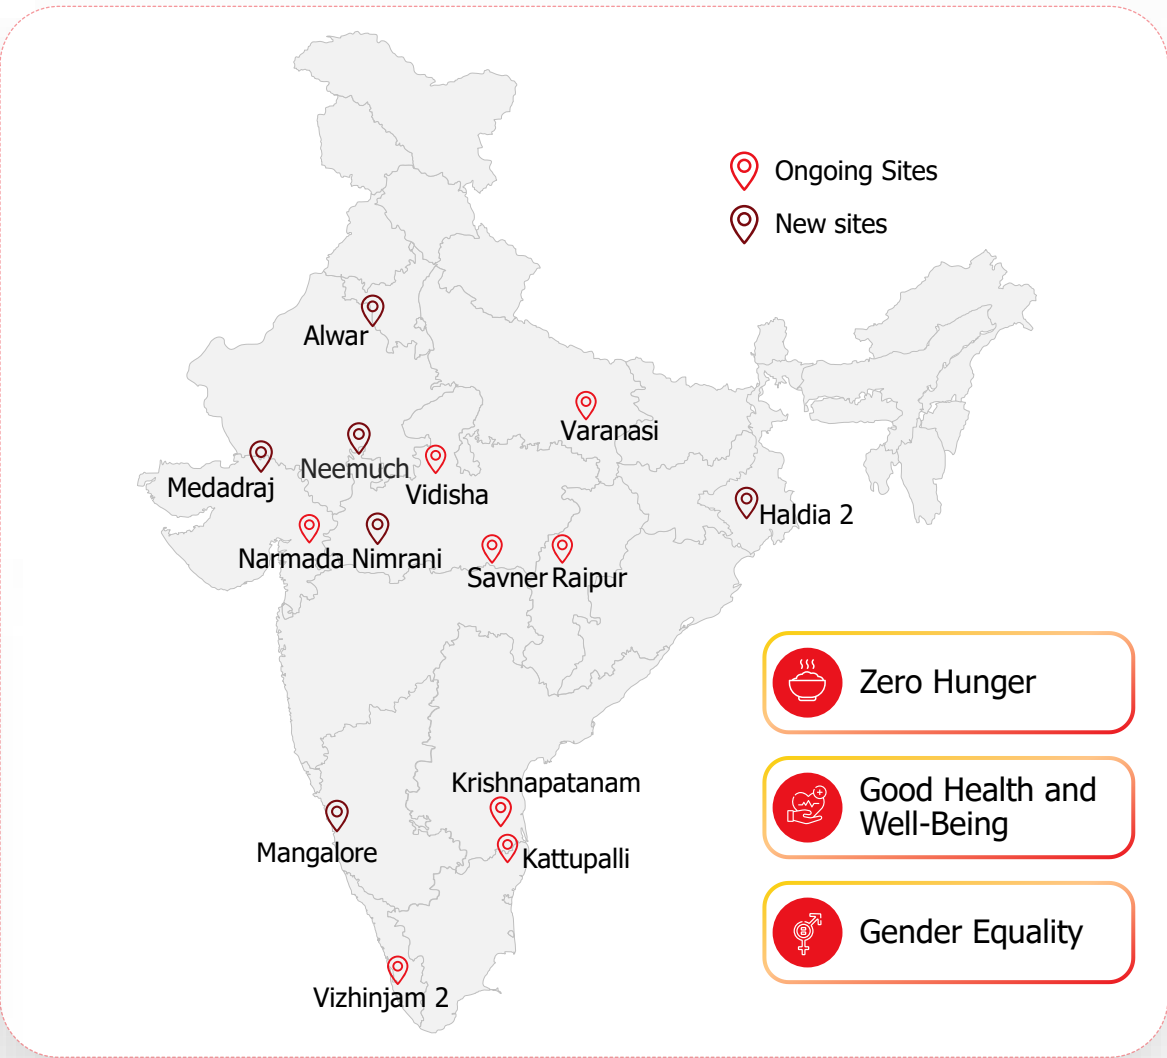 Ongoing Sites
New sites
Alwar
Varanasi
Neemuch
Medadraj
Vidisha
Haldia 2
Narmada Nimrani
Savner Raipur
Zero Hunger
Krishnapatanam
Good Health and
Well-Being
Mangalore
Kattupalli
Gender Equality
Vizhinjam 2